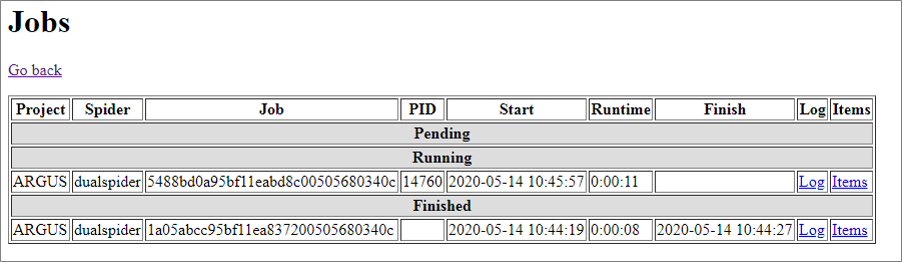 Jobs
Go back
Project Spider Job PID Start Runtime Finish Log Items
Pending
Running
ARGUS dualspider 5488bd0a95bf11eabd8c00505680340c 14760 2020-05-14 10:45:57 0:00:11 Log Items
Finished
ARGUS dualspider 1a05abcc95bf11ea837200505680340c 2020-05-14 10:44:19 0:00:08 2020-05-14 10:44:27 Log Items